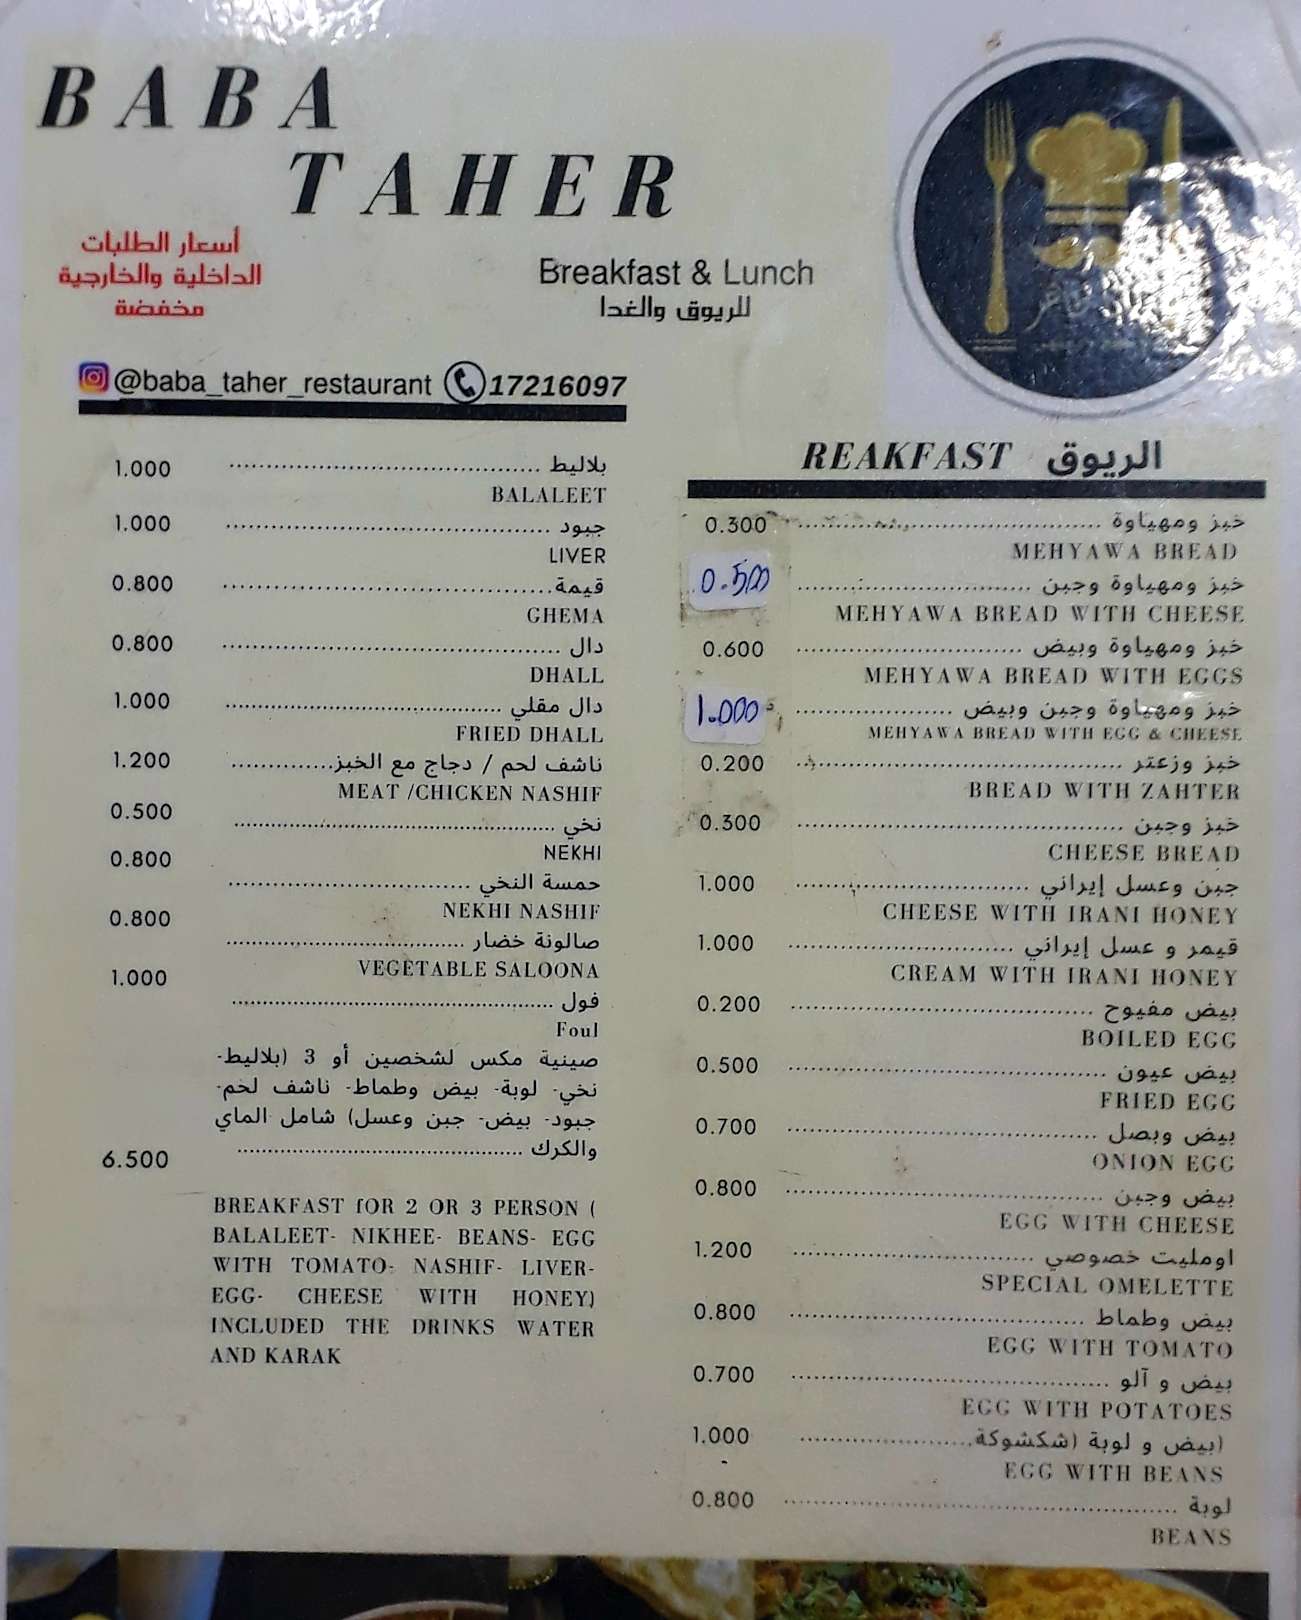 BABA
TAHER
أسعار الطلبات
الداخلية والخارجية
مخفضة
Breakfast & Lunch
للريوق والغدا
@baba_taher_restaurant 17216097
REAKFAST الريوق
خبز ومهياوة 0.300
MEHYAWA BREAD
خبز ومهياوة وجبن 0.500
MEHYAWA BREAD WITH CHEESE
خبز ومهياوة وبيض 0.600
MEHYAWA BREAD WITH EGGS
خبز ومهياوة وجبن وبيض 1.000
MEHYAWA BREAD WITH EGG & CHEESE
خبز وزعتر 0.200
BREAD WITH ZAHTER
خبز وجبن 0.300
CHEESE BREAD
جبن وعسل إيراني 1.000
CHEESE WITH IRANI HONEY
قيمر و عسل إيراني 1.000
CREAM WITH IRANI HONEY
بيض مفيوح 0.200
BOILED EGG
بيض عيون 0.500
FRIED EGG
بيض وبصل 0.700
ONION EGG
بيض وجبن 0.800
EGG WITH CHEESE
اومليت خصوصي 1.200
SPECIAL OMELETTE
بيض وطماط 0.800
EGG WITH TOMATO
بيض و آلو 0.700
EGG WITH POTATOES
(بيض و لوبة (شكشوكة 1.000
EGG WITH BEANS
لوبة 0.800
BEANS
بلاليط 1.000
BALALEET
جبود 1.000
LIVER
قيمة 0.800
GHEMA
دال 0.800
DHALL
دال مقلي 1.000
FRIED DHALL
ناشف لحم / دجاج مع الخبز 1.200
MEAT /CHICKEN NASHIF
نخي 0.500
NEKHI
حمسة النخي 0.800
NEKHI NASHIF
صالونة خضار 0.800
VEGETABLE SALOONA
فول 1.000
Foul
صينية مكس لشخصين أو 3 (بلاليط-
نخي- لوبة- بيض وطماط- ناشف لحم-
جبود- بيض- جبن وعسل) شامل الماي
والكرك 6.500
BREAKFAST fOR 2 OR 3 PERSON (
BALALEET- NIKHEE- BEANS- EGG
WITH TOMATO- NASHIF- LIVER-
EGG- CHEESE WITH HONEY)
INCLUDED THE DRINKS WATER
AND KARAK